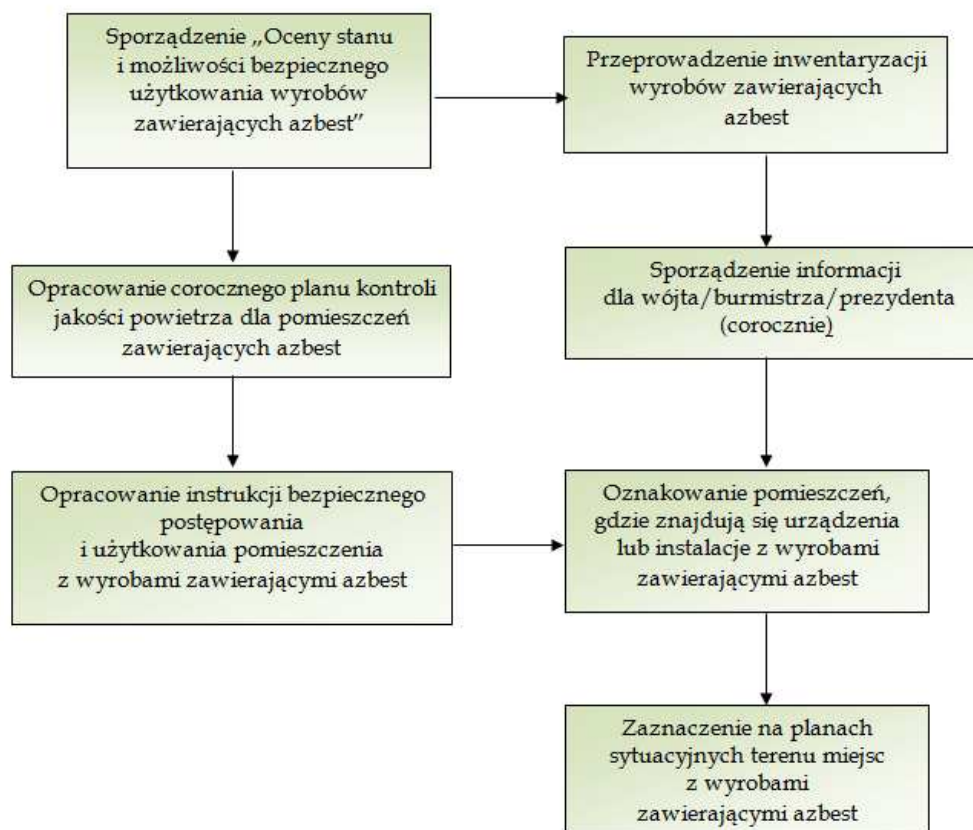 Sporządzenie „Oceny stanu
i możliwości bezpiecznego
użytkowania wyrobów
zawierających azbest”
Przeprowadzenie inwentaryzacji
wyrobów zawierających
azbest
Opracowanie corocznego planu kontroli
jakości powietrza dla pomieszczeń
zawierających azbest
Sporządzenie informacji
dla wójta/burmistrza/prezydenta
(corocznie)
Opracowanie instrukcji bezpiecznego
postępowania
i użytkowania pomieszczenia
z wyrobami zawierającymi azbest
Oznakowanie pomieszczeń,
gdzie znajdują się urządzenia
lub instalacje z wyrobami
zawierającymi azbest
Zaznaczenie na planach
sytuacyjnych terenu miejsc
z wyrobami
zawierającymi azbest